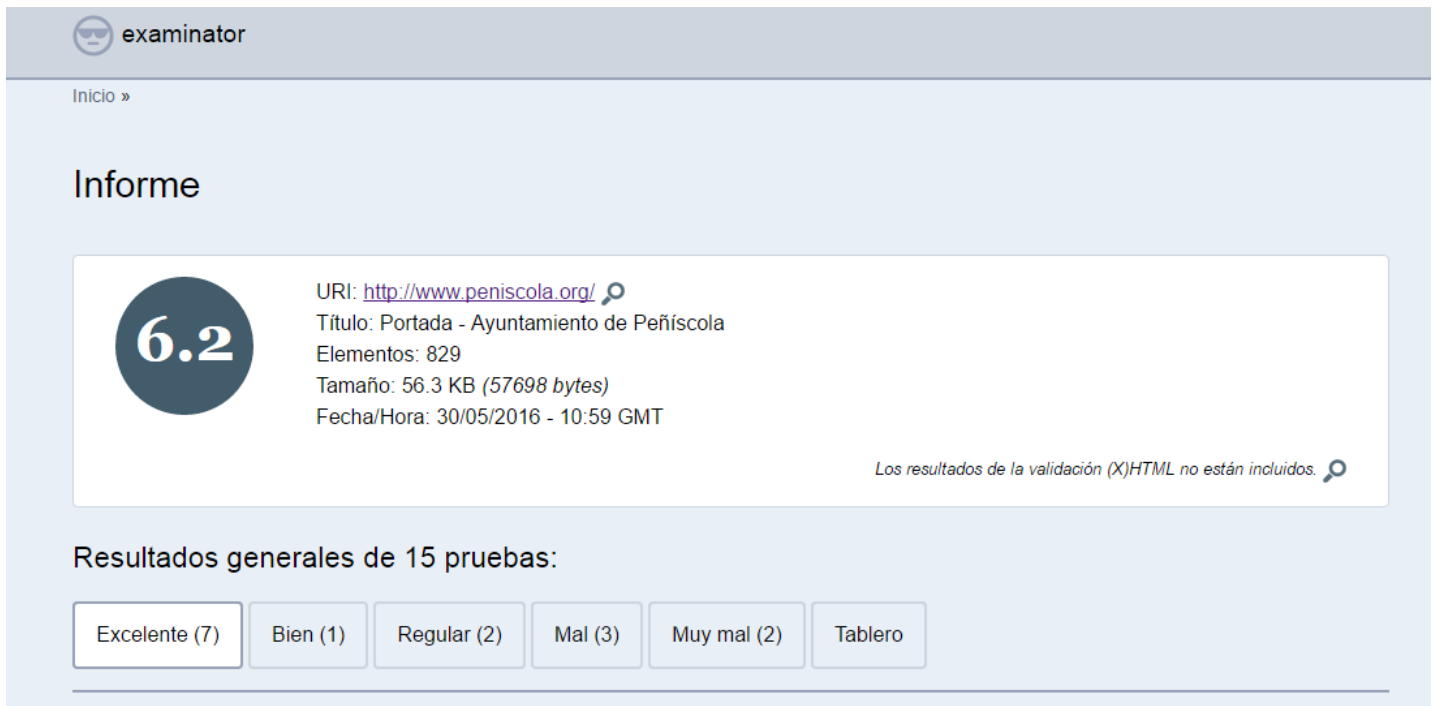 examinator
Inicio »
Informe
6.2
URI: http://www.peniscola.org/
Título: Portada - Ayuntamiento de Peñíscola
Elementos: 829
Tamaño: 56.3 KB (57698 bytes)
Fecha/Hora: 30/05/2016 - 10:59 GMT
Los resultados de la validación (X)HTML no están incluidos.
Resultados generales de 15 pruebas:
Excelente (7) Bien (1) Regular (2) Mal (3) Muy mal (2) Tablero